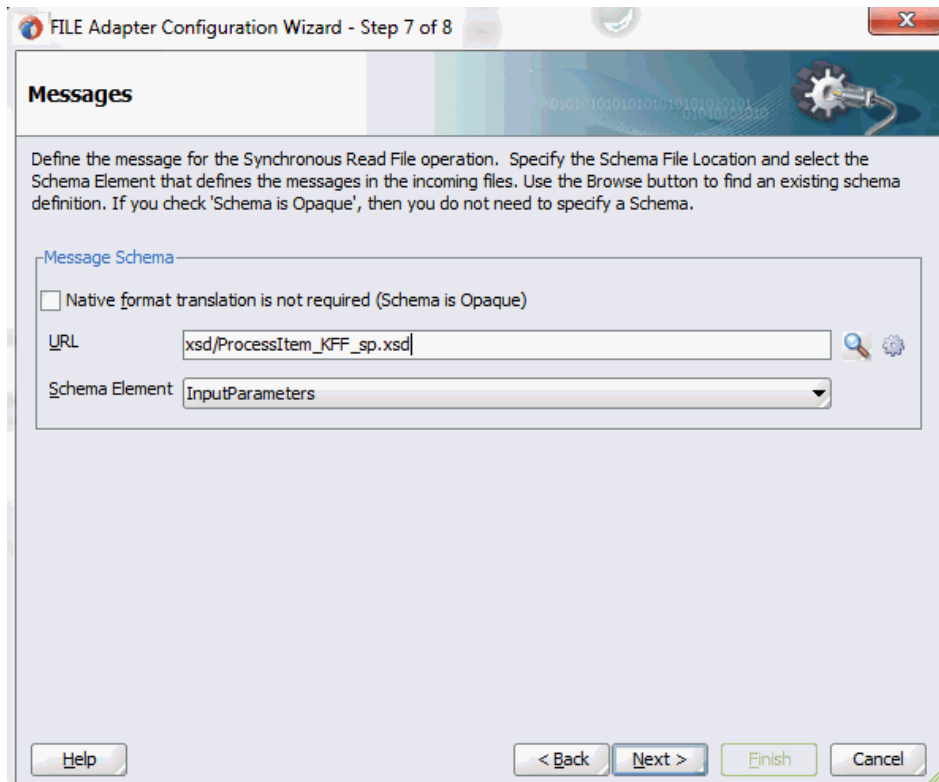 FILE Adapter Configuration Wizard - Step 7 of 8
Messages
Define the message for the Synchronous Read File operation.  Specify the Schema File Location and select the
Schema Element that defines the messages in the incoming files. Use the Browse button to find an existing schema
definition. If you check 'Schema is Opaque', then you do not need to specify a Schema.
Message Schema
Native format translation is not required (Schema is Opaque)
URL
xsd/ProcessItem_KFF_sp.xsd
Schema Element
InputParameters
Help
< Back
Next >
Finish
Cancel